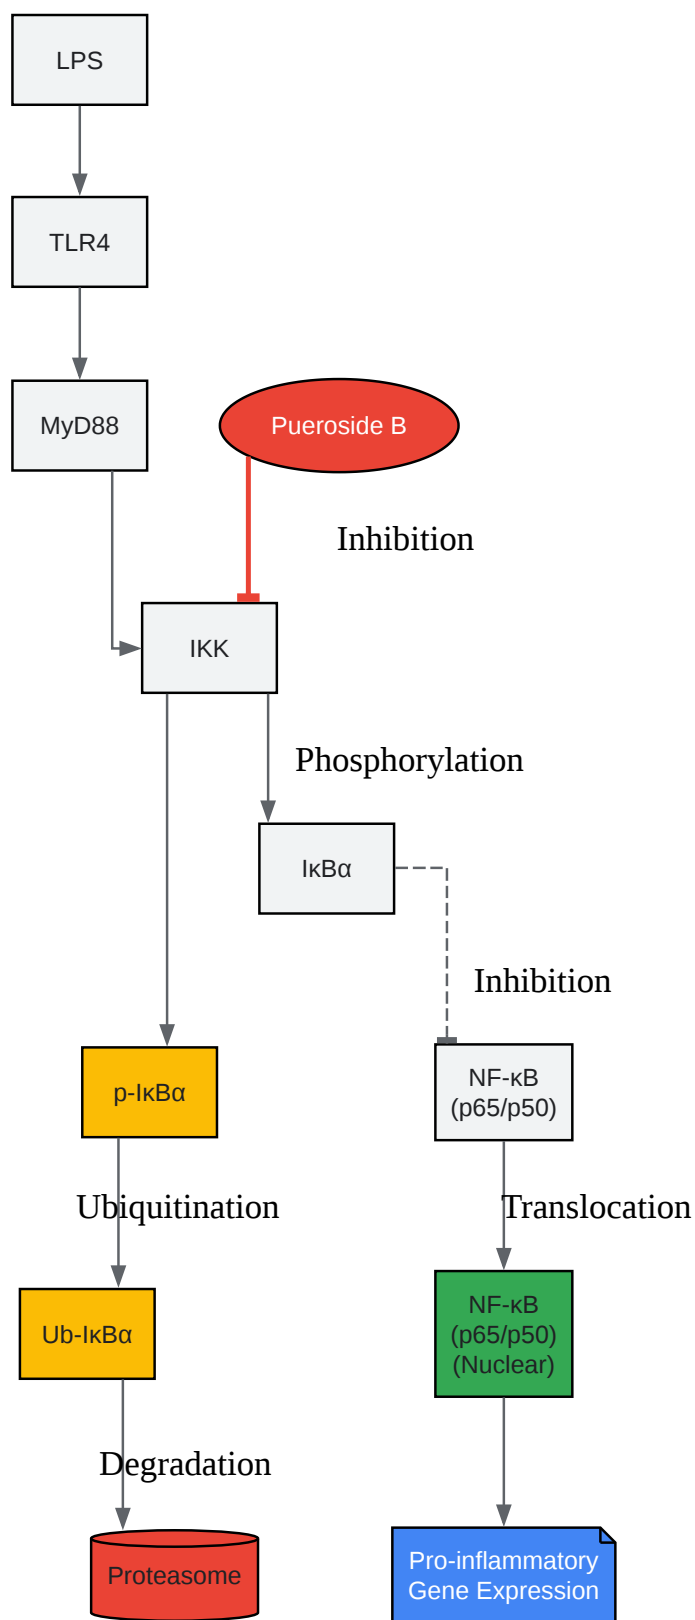 LPS
TLR4
MyD88
Pueroside B
Inhibition
IKK
Phosphorylation
IκBα
Inhibition
p-IκBα
NF-κB
(p65/p50)
Ubiquitination
Translocation
Ub-IκBα
NF-κB
(p65/p50)
(Nuclear)
Degradation
Proteasome
Pro-inflammatory
Gene Expression